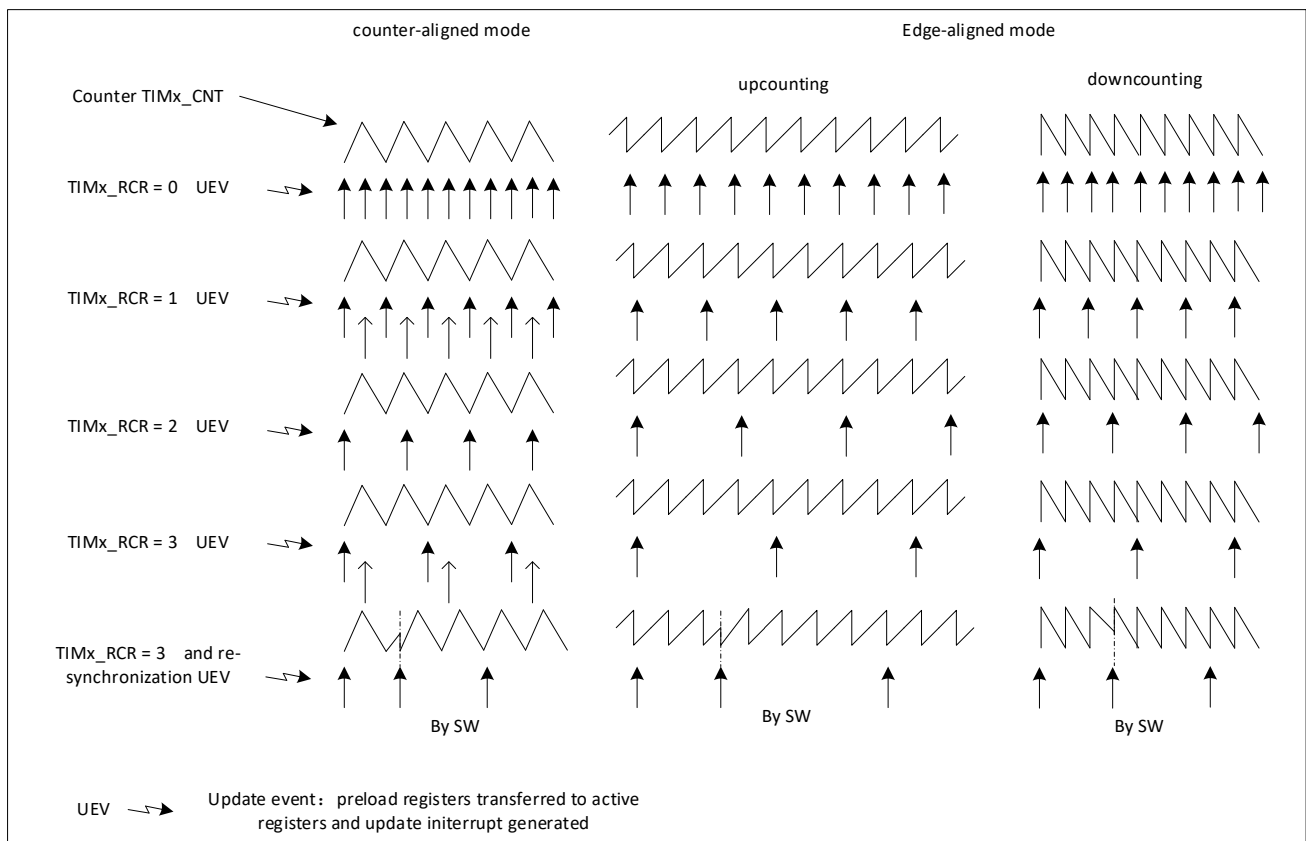 counter-aligned mode
Edge-aligned mode
upcounting
downcounting
Counter TIMx_CNT
TIMx_RCR = 0 UEV
TIMx_RCR = 1 UEV
TIMx_RCR = 2 UEV
TIMx_RCR = 3 UEV
TIMx_RCR = 3 and re-
synchronization UEV
By SW
By SW
By SW
UEV
Update event：preload registers transferred to active
registers and update initerrupt generated